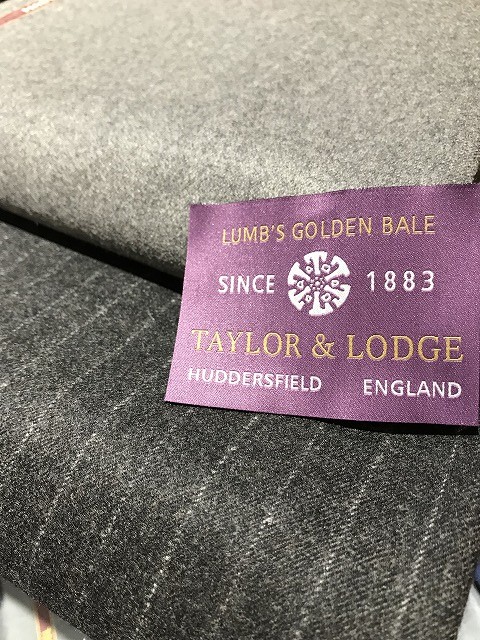 LUMB'S GOLDEN BALE
SINCE 1883
TAYLOR & LODGE
HUDDERSFIELD ENGLAND